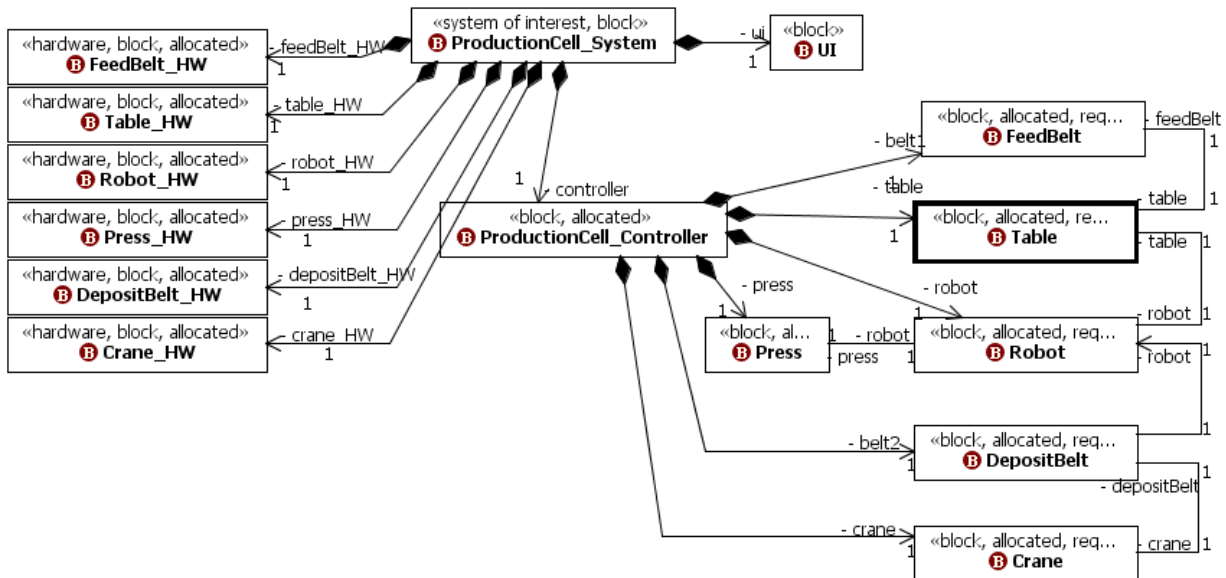 «system of interest, block»
B ProductionCell_System
- ui
1
«block»
B UI
«hardware, block, allocated»
B FeedBelt_HW
- feedBelt_HW
1
«hardware, block, allocated»
B Table_HW
- table_HW
1
«hardware, block, allocated»
B Robot_HW
- robot_HW
1
«hardware, block, allocated»
B Press_HW
- press_HW
1
«hardware, block, allocated»
B DepositBelt_HW
- depositBelt_HW
1
«hardware, block, allocated»
B Crane_HW
- crane_HW
1
1
- controller
«block, allocated»
B ProductionCell_Controller
- belt1
1
«block, allocated, req...
B FeedBelt
- feedBelt
1
- table
1
«block, allocated, re...
B Table
- table
1
- table
1
- robot
1
«block, allocated, req...
B Robot
- robot
1
- robot
1
- press
1
«block, al...
B Press
1
- robot
- press
1
- belt2
1
«block, allocated, req...
B DepositBelt
1
1
- depositBelt
- crane
1
«block, allocated, req...
B Crane
- crane
1